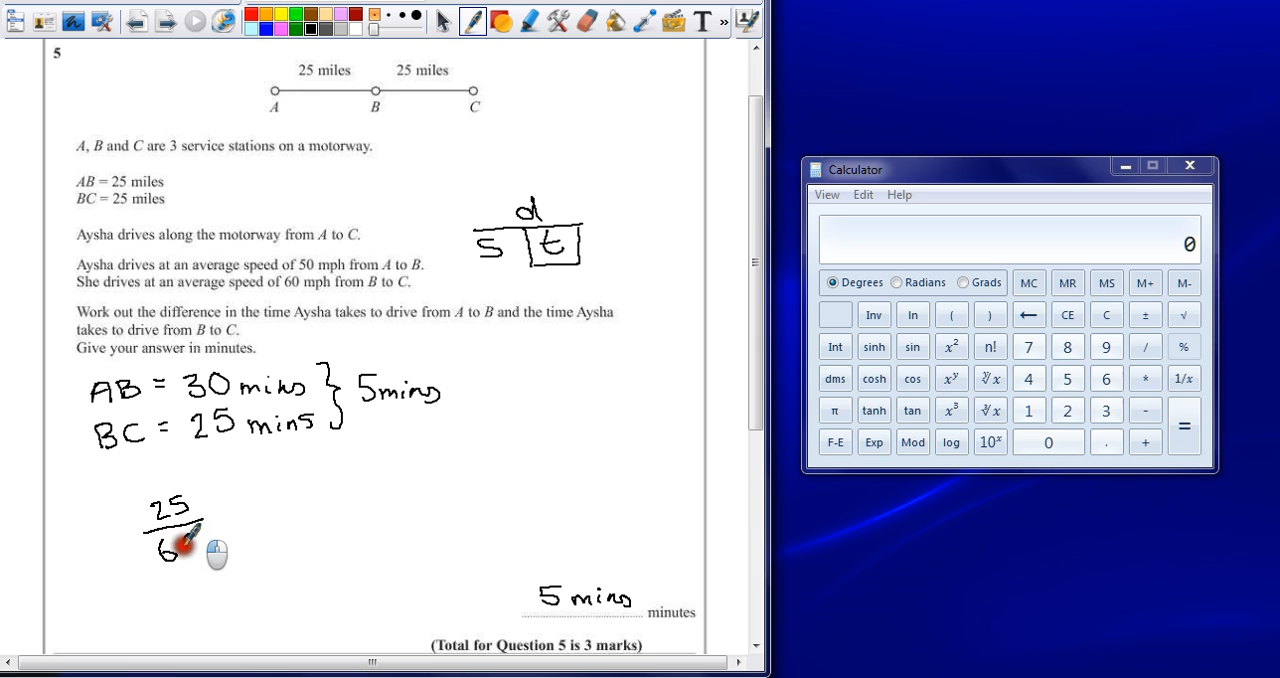 5
25 miles 25 miles
A B C
A, B and C are 3 service stations on a motorway.
AB = 25 miles
BC = 25 miles
Aysha drives along the motorway from A to C.
Aysha drives at an average speed of 50 mph from A to B.
She drives at an average speed of 60 mph from B to C.
Work out the difference in the time Aysha takes to drive from A to B and the time Aysha
takes to drive from B to C.
Give your answer in minutes.
d
s t
AB = 30 mins } 5 mins
BC = 25 mins
25
6
5 mins
minutes
(Total for Question 5 is 3 marks)
T »
Calculator
View Edit Help
0
Degrees Radians Grads MC MR MS M+ M-
Inv ln ( ) ← CE C ± √
Int sinh sin x² n! 7 8 9 / %
dms cosh cos xʸ ʸ√x 4 5 6 * 1/x
π tanh tan x³ ³√x 1 2 3 - =
F-E Exp Mod log 10ˣ 0 . +